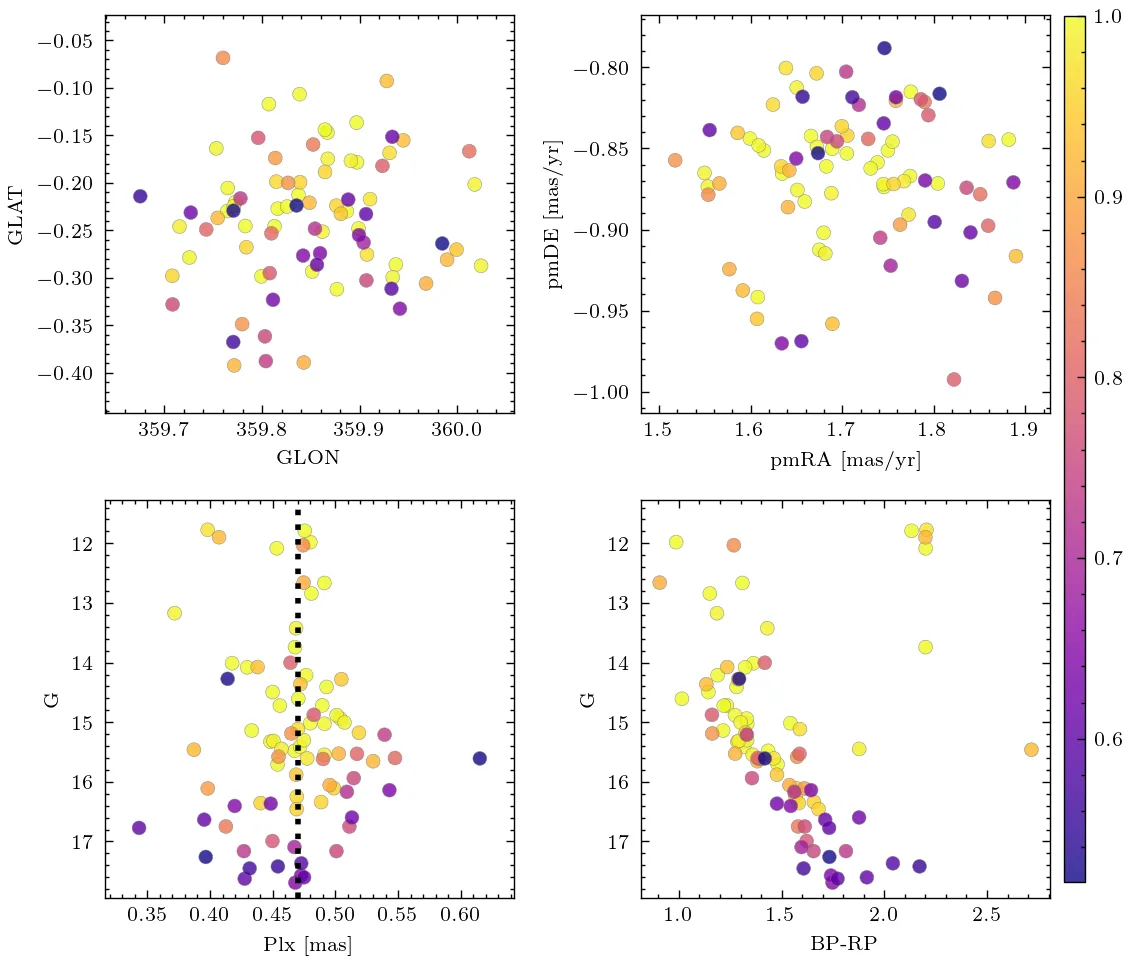 −0.05
−0.10
−0.15
−0.20
−0.25
−0.30
−0.35
−0.40
GLAT
359.7 359.8 359.9 360.0
GLON
−0.80
−0.85
−0.90
−0.95
−1.00
pmDE [mas/yr]
1.5 1.6 1.7 1.8 1.9
pmRA [mas/yr]
12
13
14
15
16
17
G
0.35 0.40 0.45 0.50 0.55 0.60
Plx [mas]
12
13
14
15
16
17
G
1.0 1.5 2.0 2.5
BP-RP
1.0
0.9
0.8
0.7
0.6